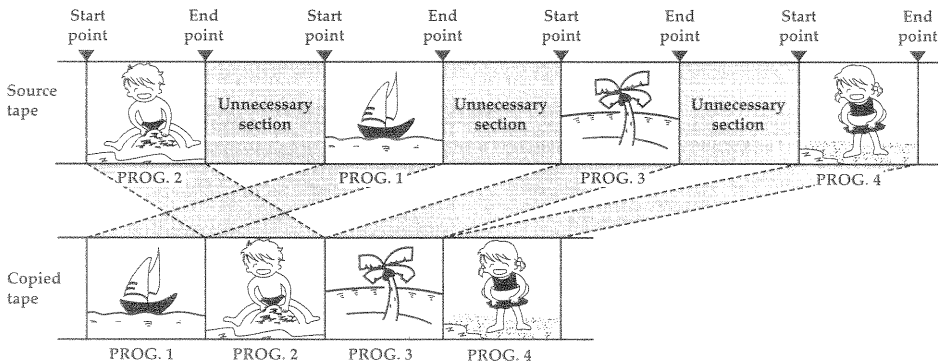 Start point
End point
Start point
End point
Start point
End point
Start point
End point
Source tape
Unnecessary section
Unnecessary section
Unnecessary section
PROG. 2
PROG. 1
PROG. 3
PROG. 4
Copied tape
PROG. 1
PROG. 2
PROG. 3
PROG. 4